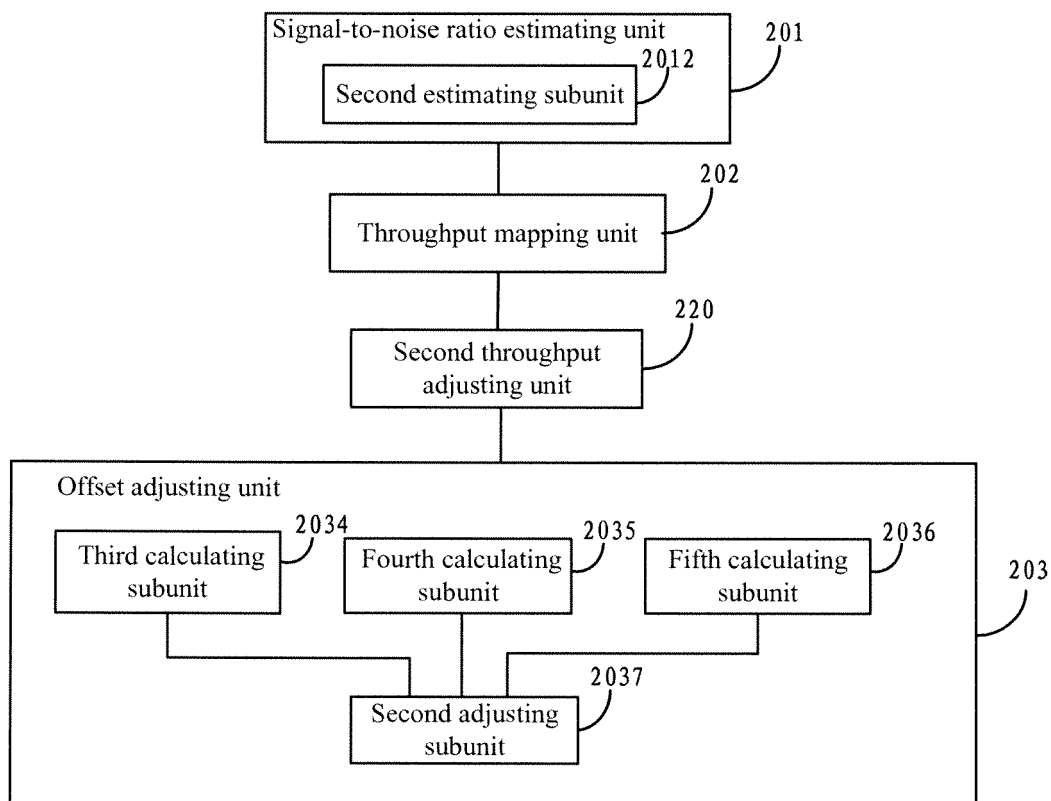 Signal-to-noise ratio estimating unit
201
2012
Second estimating subunit
202
Throughput mapping unit
220
Second throughput
adjusting unit
Offset adjusting unit
2034
Third calculating
subunit
2035
Fourth calculating
subunit
2036
Fifth calculating
subunit
203
2037
Second adjusting
subunit